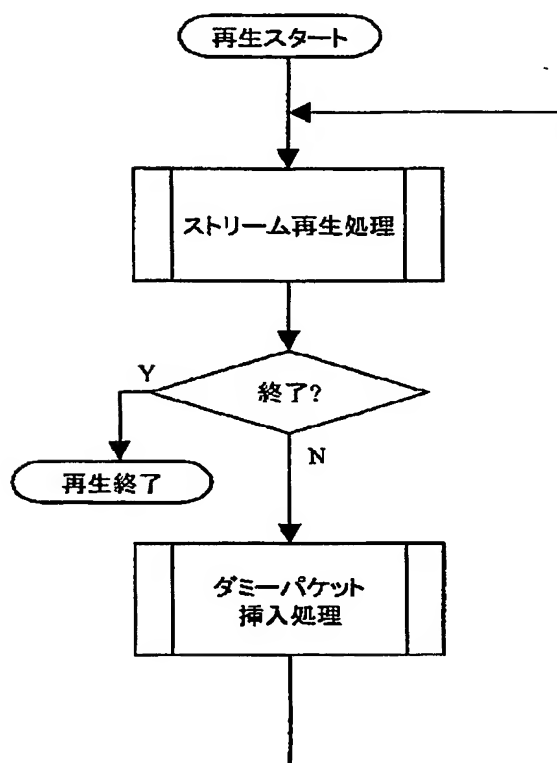 再生スタート
ストリーム再生処理
終了?
Y
N
再生終了
ダミーパケット
挿入処理